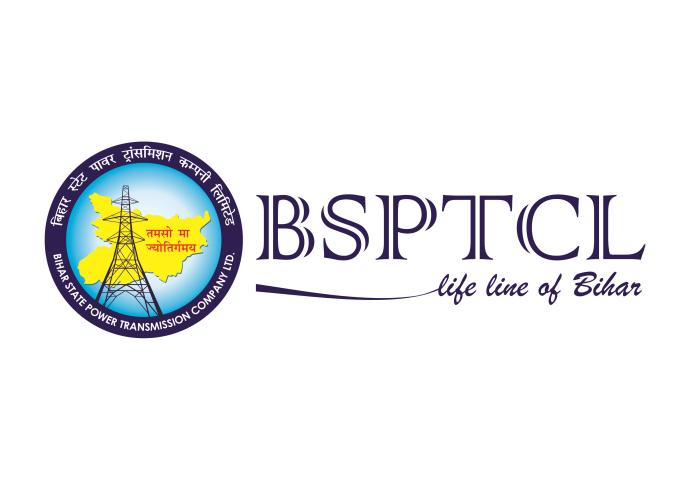 बिहार स्टेट पावर ट्रांसमिशन कम्पनी लिमिटेड
तमसो मा
ज्योतिर्गमय
BIHAR STATE POWER TRANSMISSION COMPANY LTD.
BSPTCL
life line of Bihar